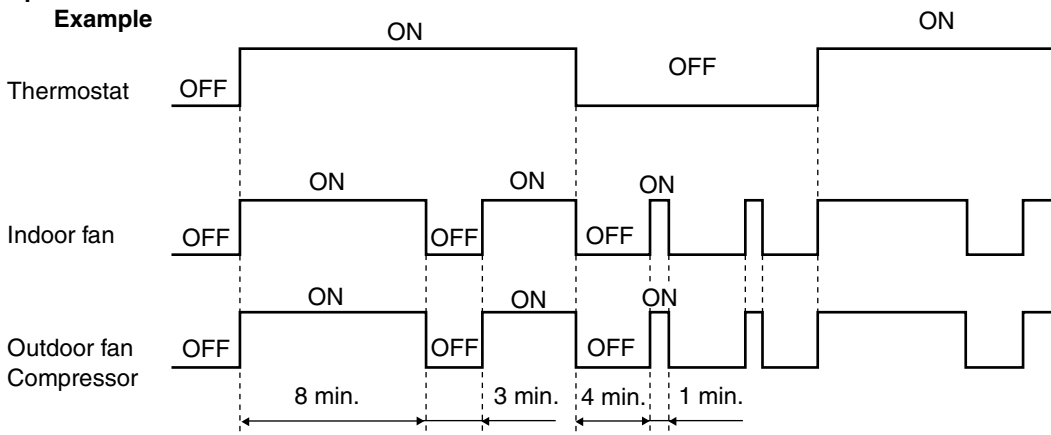 Example
ON
ON
OFF
Thermostat
OFF
ON
ON
ON
Indoor fan
OFF
OFF
OFF
ON
ON
ON
Outdoor fan
Compressor
OFF
OFF
OFF
8 min.
3 min.
4 min.
1 min.